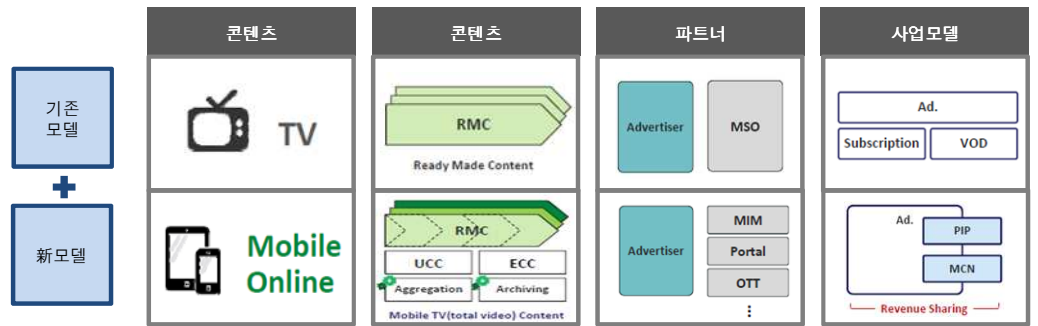 콘텐츠
콘텐츠
파트너
사업모델
기존
모델
TV
RMC
Ready Made Content
Advertiser
MSO
Ad.
Subscription
VOD
新모델
Mobile
Online
RMC
UCC
ECC
Aggregation
Archiving
Mobile TV(total video) Content
Advertiser
MIM
Portal
OTT
⋮
Ad.
PIP
MCN
Revenue Sharing